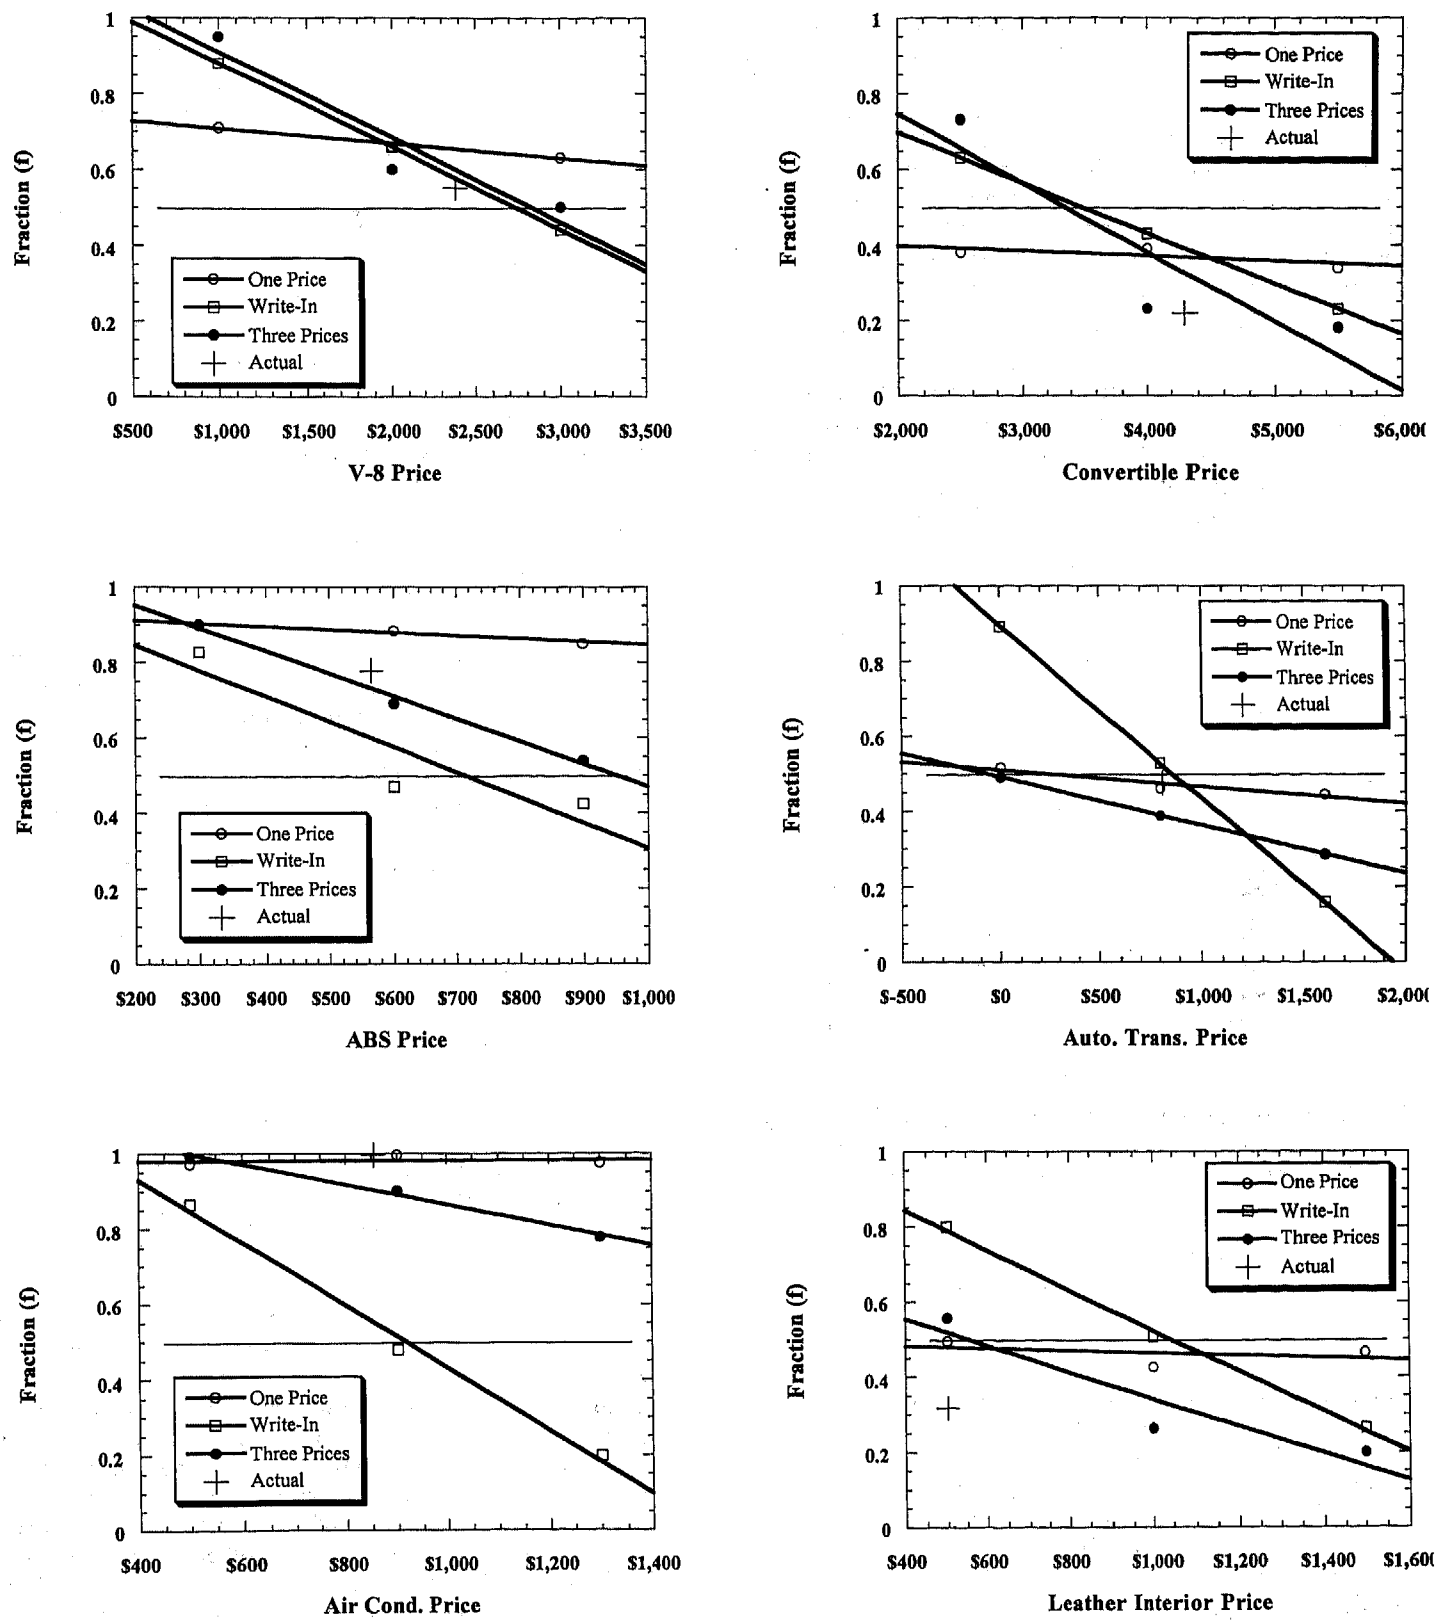 1
0.8
0.6
0.4
0.2
0
Fraction (f)
One Price
Write-In
Three Prices
Actual
$500 $1,000 $1,500 $2,000 $2,500 $3,000 $3,500
V-8 Price
1
0.8
0.6
0.4
0.2
0
Fraction (f)
One Price
Write-In
Three Prices
Actual
$2,000 $3,000 $4,000 $5,000 $6,00
Convertible Price
1
0.8
0.6
0.4
0.2
0
Fraction (f)
One Price
Write-In
Three Prices
Actual
$200 $300 $400 $500 $600 $700 $800 $900 $1,000
ABS Price
1
0.8
0.6
0.4
0.2
0
Fraction (f)
One Price
Write-In
Three Prices
Actual
$-500 $0 $500 $1,000 $1,500 $2,00
Auto. Trans. Price
1
0.8
0.6
0.4
0.2
0
Fraction (f)
One Price
Write-In
Three Prices
Actual
$400 $600 $800 $1,000 $1,200 $1,400
Air Cond. Price
1
0.8
0.6
0.4
0.2
0
Fraction (f)
One Price
Write-In
Three Prices
Actual
$400 $600 $800 $1,000 $1,200 $1,400 $1,60
Leather Interior Price